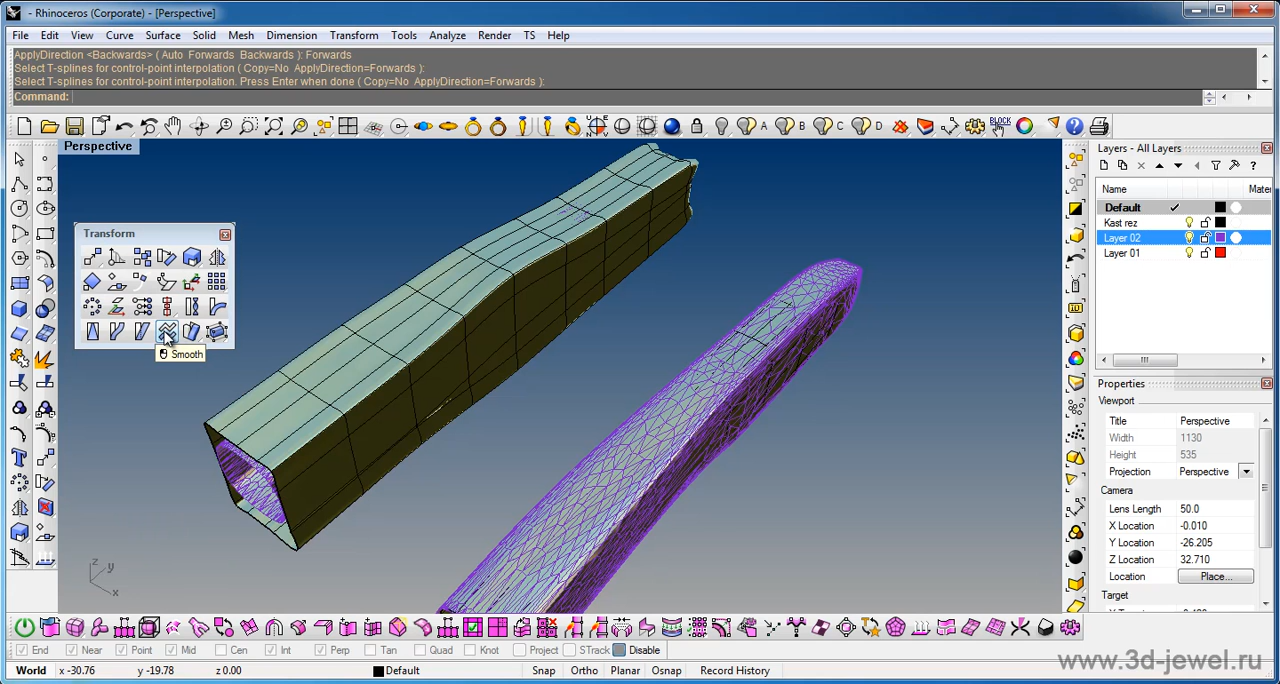 - Rhinoceros (Corporate) - [Perspective]
File Edit View Curve Surface Solid Mesh Dimension Transform Tools Analyze Render TS Help
ApplyDirection <Backwards> ( Auto Forwards Backwards ): Forwards
Select T-splines for control-point interpolation ( Copy=No ApplyDirection=Forwards ):
Select T-splines for control-point interpolation. Press Enter when done ( Copy=No ApplyDirection=Forwards ):
Command:
A B C D BLOCK
Perspective
Transform
Smooth
z y x
Layers - All Layers
Name Mate
Default
Kast rez
Layer 02
Layer 01
Properties
Viewport
Title Perspective
Width 1130
Height 535
Projection Perspective
Camera
Lens Length 50.0
X Location -0.010
Y Location -26.205
Z Location 32.710
Location Place...
Target
End Near Point Mid Cen Int Perp Tan Quad Knot Project STrack Disable
World x -30.76 y -19.78 z 0.00 Default Snap Ortho Planar Osnap Record History
www.3d-jewel.ru